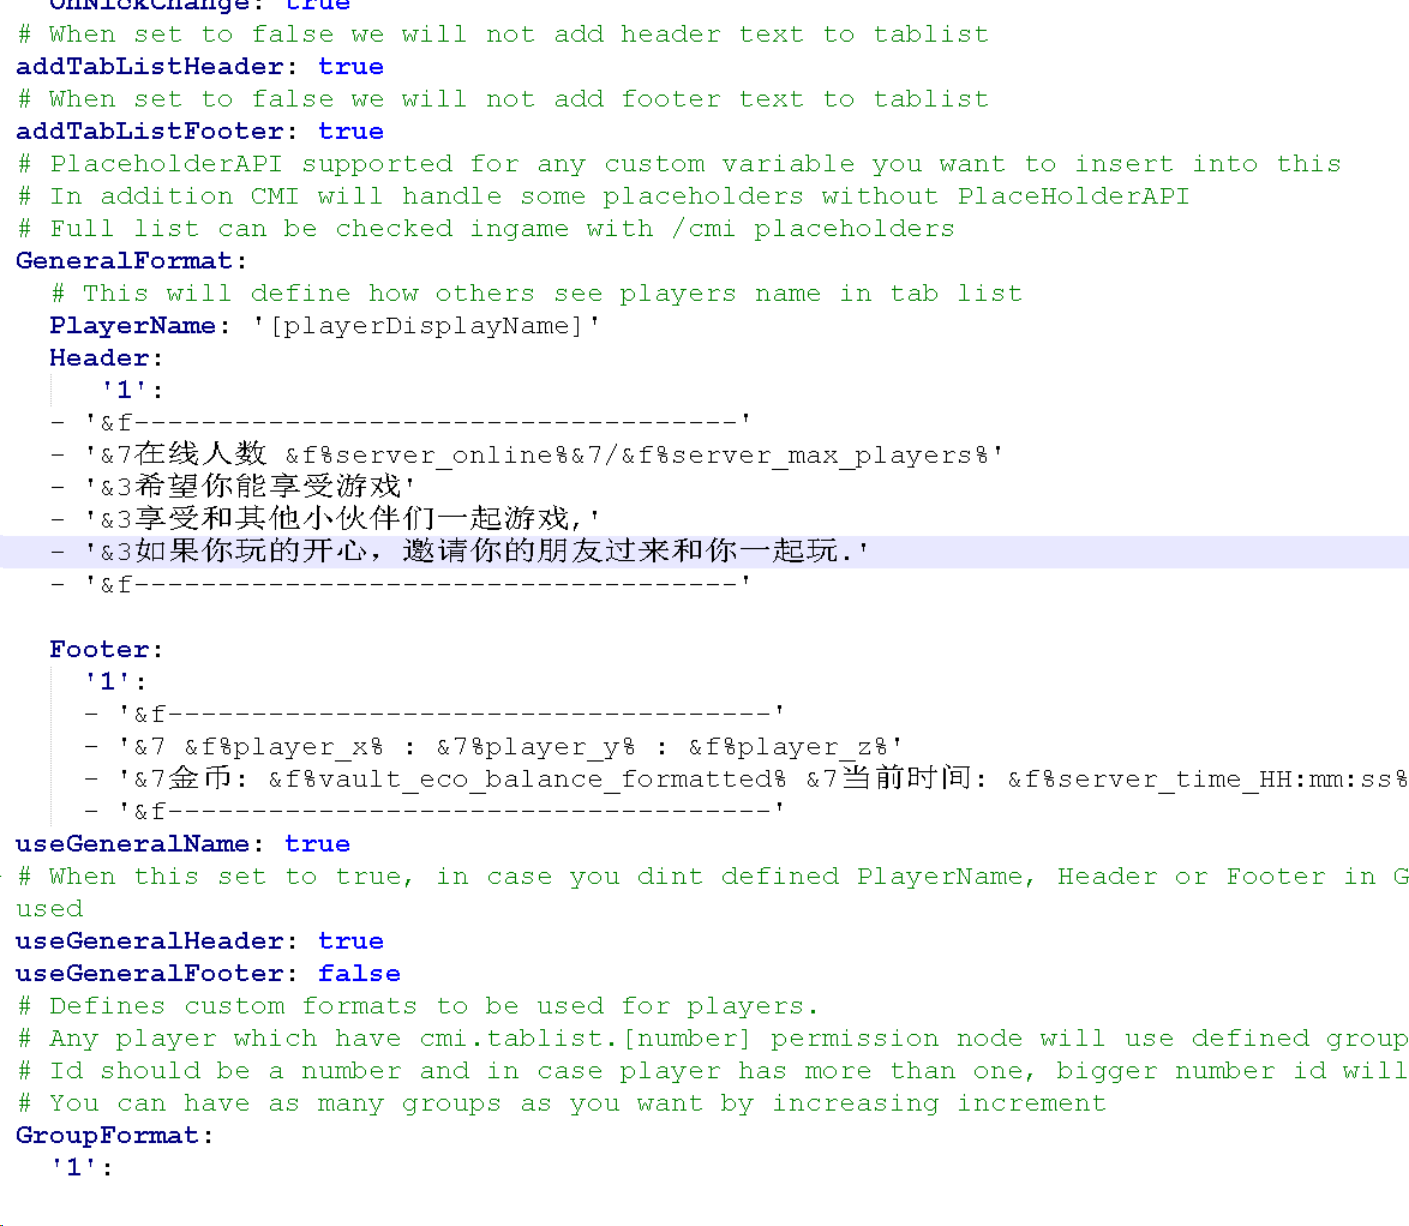 OnNickChange: true
# When set to false we will not add header text to tablist
addTabListHeader: true
# When set to false we will not add footer text to tablist
addTabListFooter: true
# PlaceholderAPI supported for any custom variable you want to insert into this
# In addition CMI will handle some placeholders without PlaceHolderAPI
# Full list can be checked ingame with /cmi placeholders
GeneralFormat:
  # This will define how others see players name in tab list
  PlayerName: '[playerDisplayName]'
  Header:
     '1':
  - '&f------------------------------------'
  - '&7在线人数 &f%server_online%&7/&f%server_max_players%'
  - '&3希望你能享受游戏'
  - '&3享受和其他小伙伴们一起游戏,'
  - '&3如果你玩的开心，邀请你的朋友过来和你一起玩.'
  - '&f------------------------------------'
  Footer:
    '1':
    - '&f------------------------------------'
    - '&7 &f%player_x% : &7%player_y% : &f%player_z%'
    - '&7金币: &f%vault_eco_balance_formatted% &7当前时间: &f%server_time_HH:mm:ss%
    - '&f------------------------------------'
useGeneralName: true
# When this set to true, in case you dint defined PlayerName, Header or Footer in G
used
useGeneralHeader: true
useGeneralFooter: false
# Defines custom formats to be used for players.
# Any player which have cmi.tablist.[number] permission node will use defined group
# Id should be a number and in case player has more than one, bigger number id will
# You can have as many groups as you want by increasing increment
GroupFormat:
  '1':